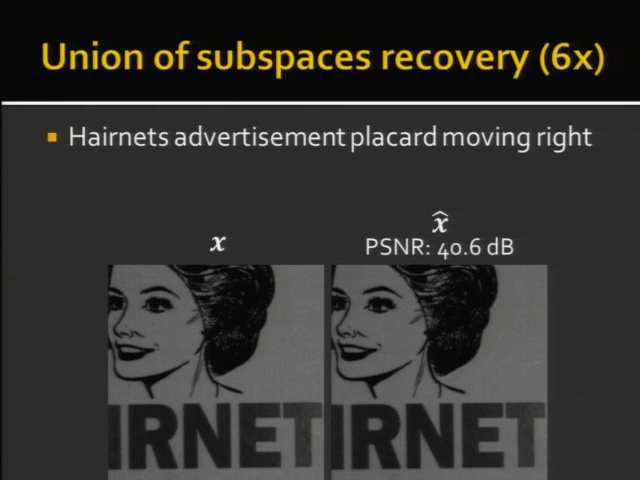 Union of subspaces recovery (6x)
Hairnets advertisement placard moving right
x
x̂
PSNR: 40.6 dB
IRNET
IRNET